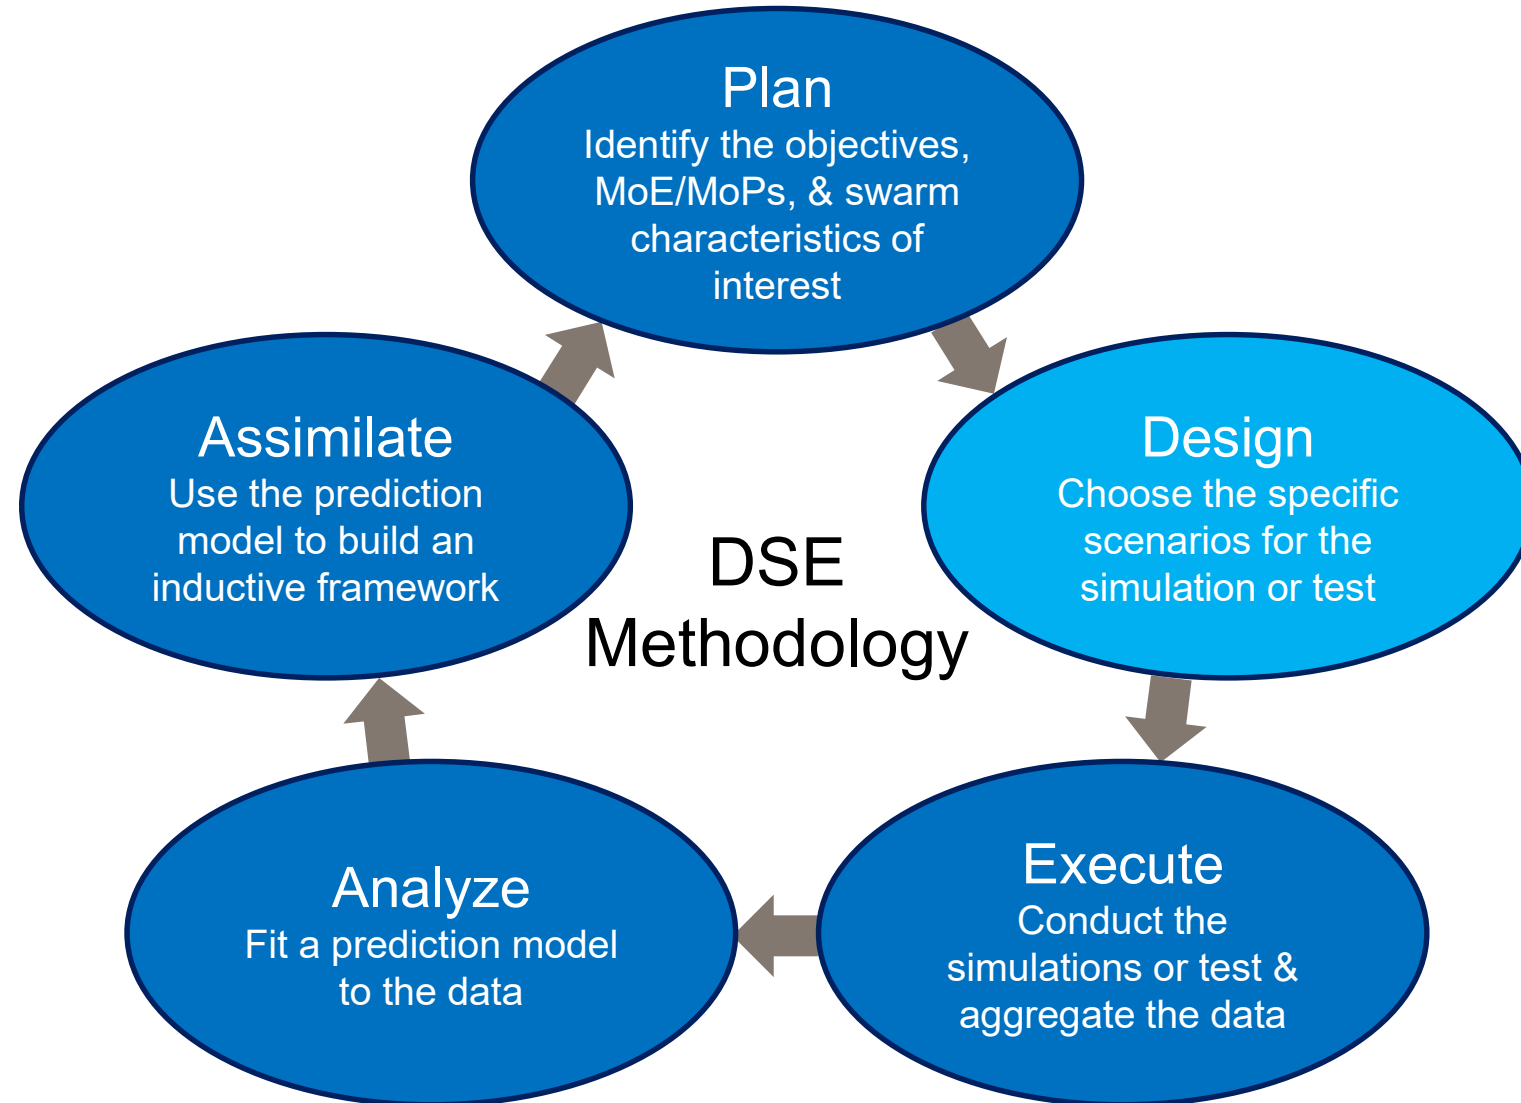 Plan
Identify the objectives,
MoE/MoPs, & swarm
characteristics of
interest
Design
Choose the specific
scenarios for the
simulation or test
Execute
Conduct the
simulations or test &
aggregate the data
Analyze
Fit a prediction model
to the data
Assimilate
Use the prediction
model to build an
inductive framework
DSE
Methodology